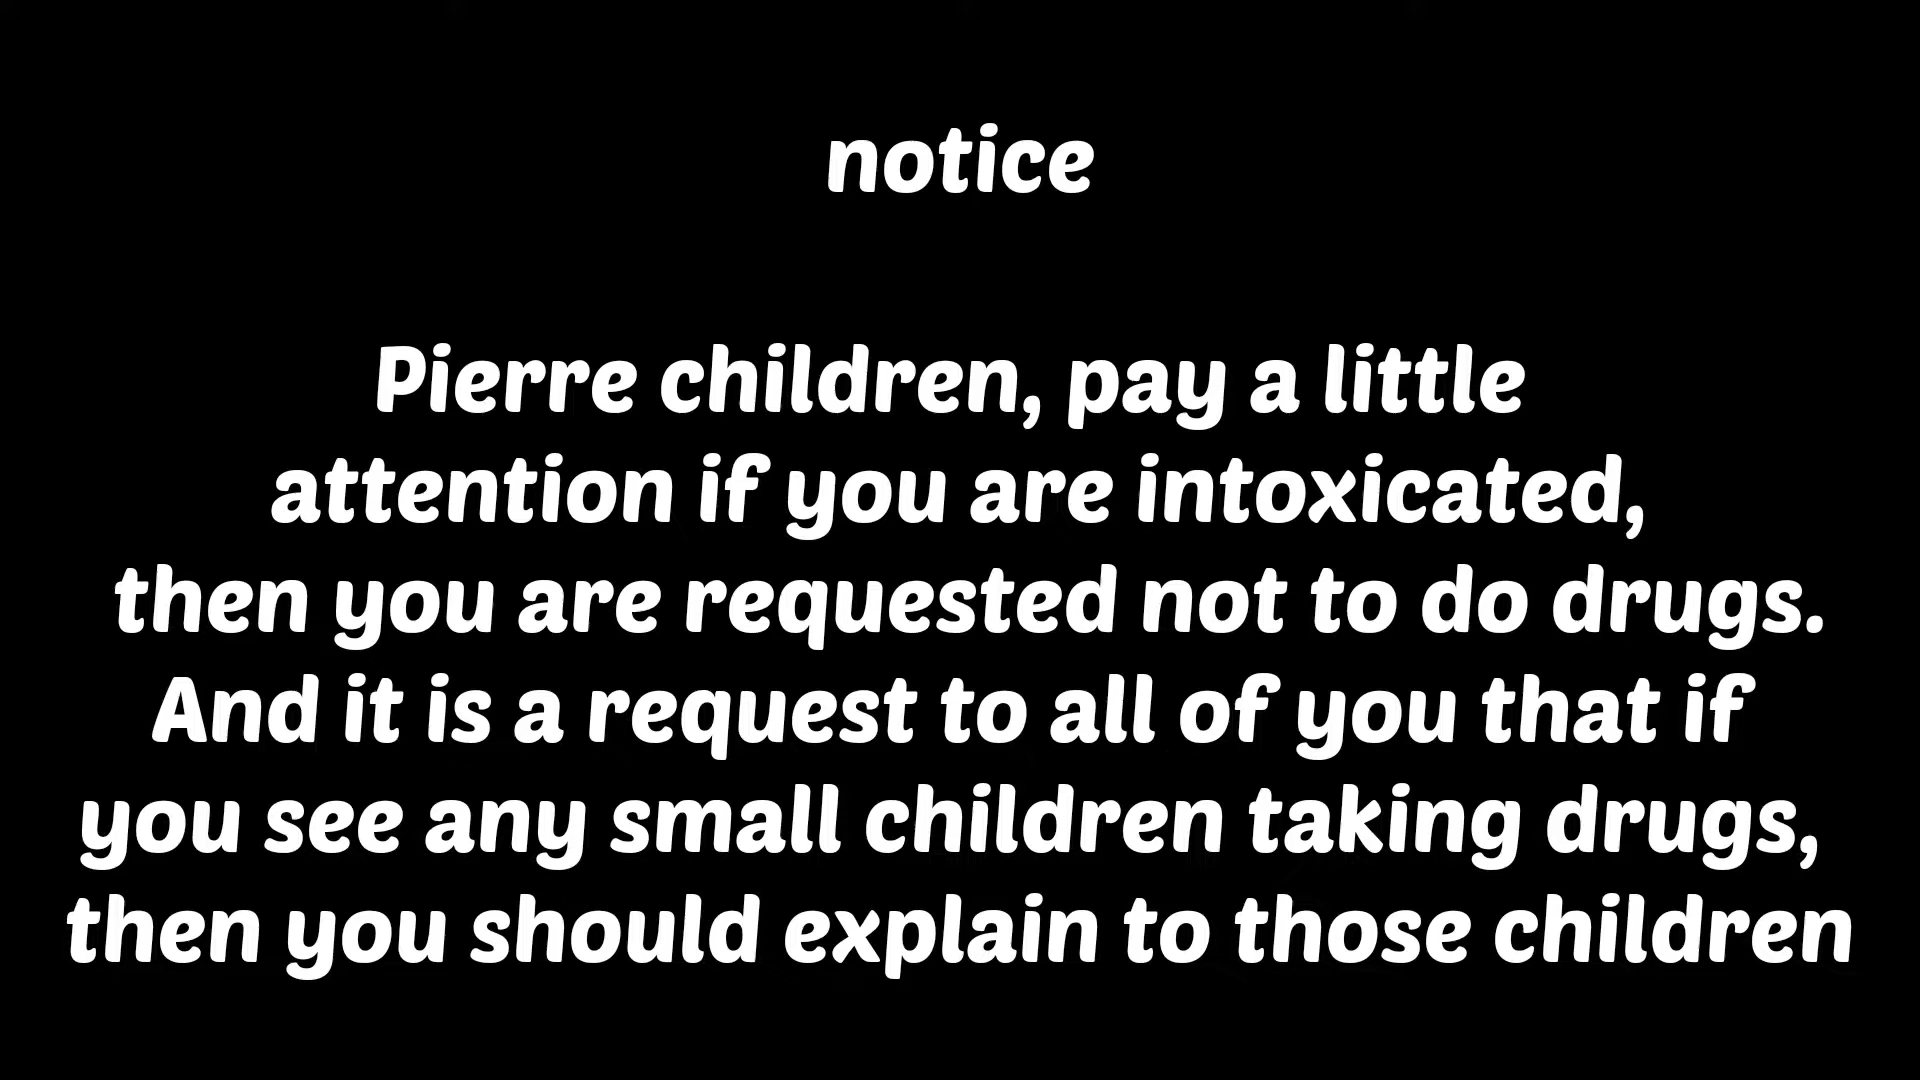 notice
Pierre children, pay a little
attention if you are intoxicated,
then you are requested not to do drugs.
And it is a request to all of you that if
you see any small children taking drugs,
then you should explain to those children